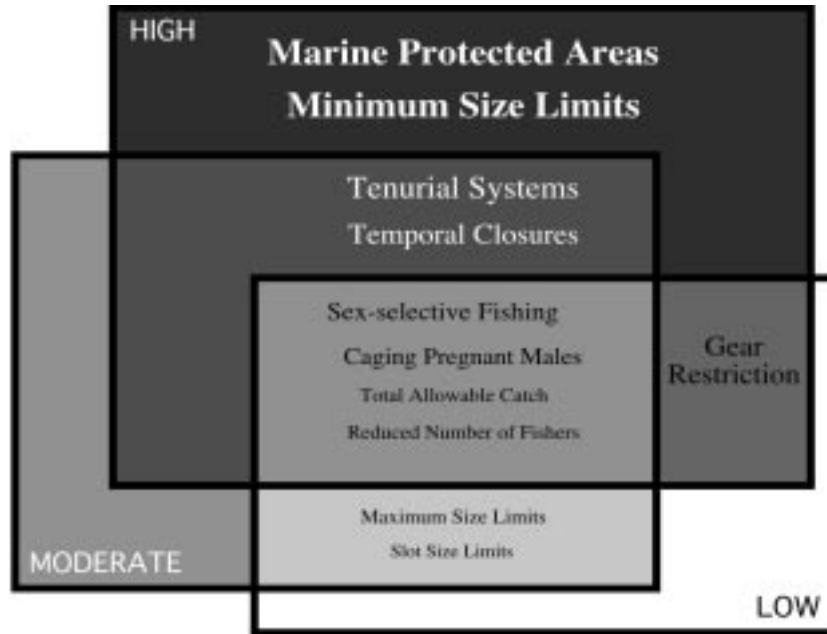 HIGH
Marine Protected Areas
Minimum Size Limits
Tenurial Systems
Temporal Closures
Sex-selective Fishing
Caging Pregnant Males
Total Allowable Catch
Reduced Number of Fishers
Gear
Restriction
Maximum Size Limits
Slot Size Limits
MODERATE
LOW